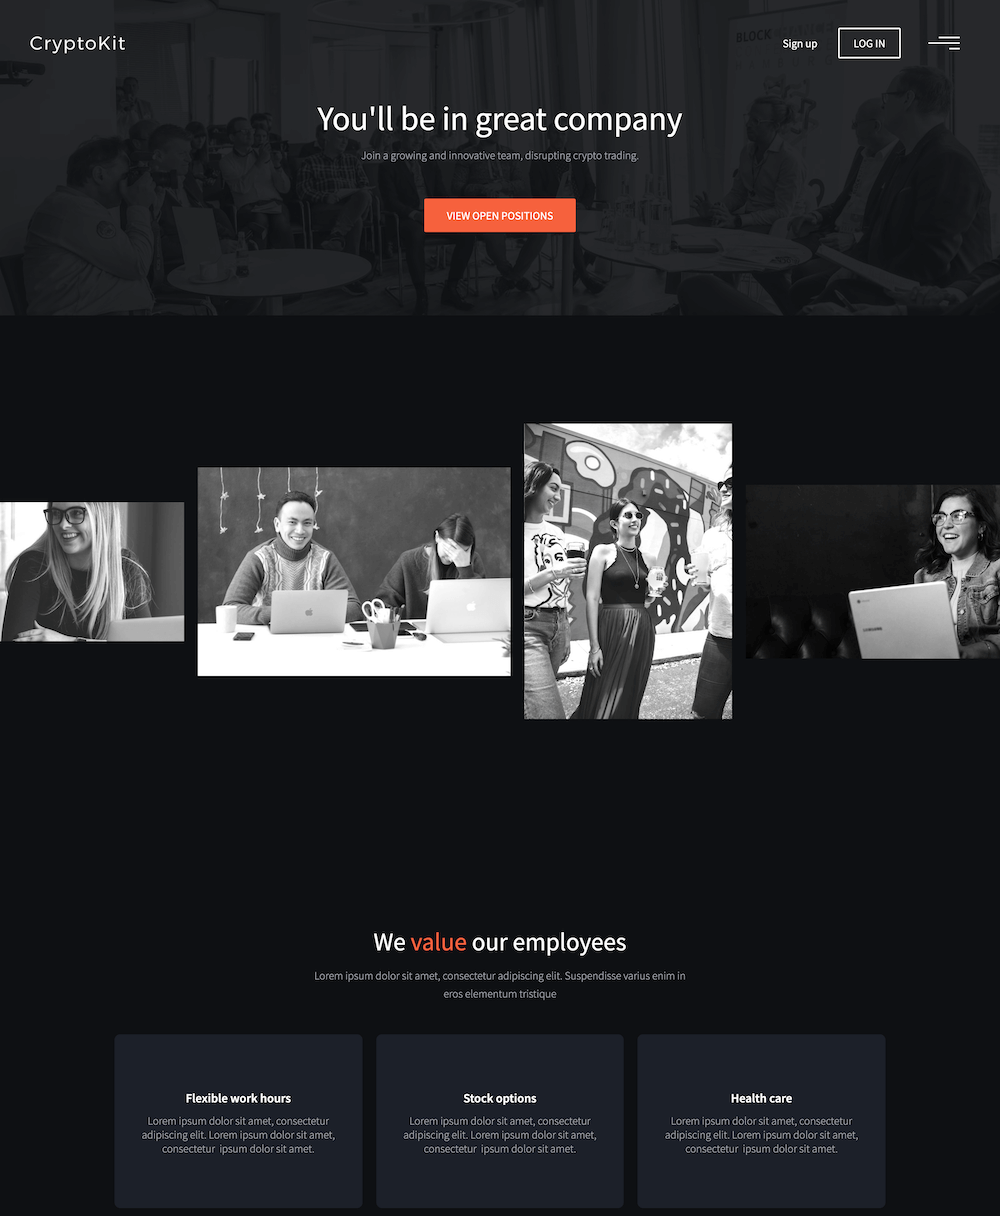 CryptoKit
Sign up
LOG IN
BLOCK
You'll be in great company
Join a growing and innovative team, disrupting crypto trading.
VIEW OPEN POSITIONS
SAMSUNG
We value our employees
Lorem ipsum dolor sit amet, consectetur adipiscing elit. Suspendisse varius enim in
eros elementum tristique
Flexible work hours
Lorem ipsum dolor sit amet, consectetur
adipiscing elit. Lorem ipsum dolor sit amet,
consectetur ipsum dolor sit amet.
Stock options
Lorem ipsum dolor sit amet, consectetur
adipiscing elit. Lorem ipsum dolor sit amet,
consectetur ipsum dolor sit amet.
Health care
Lorem ipsum dolor sit amet, consectetur
adipiscing elit. Lorem ipsum dolor sit amet,
consectetur ipsum dolor sit amet.